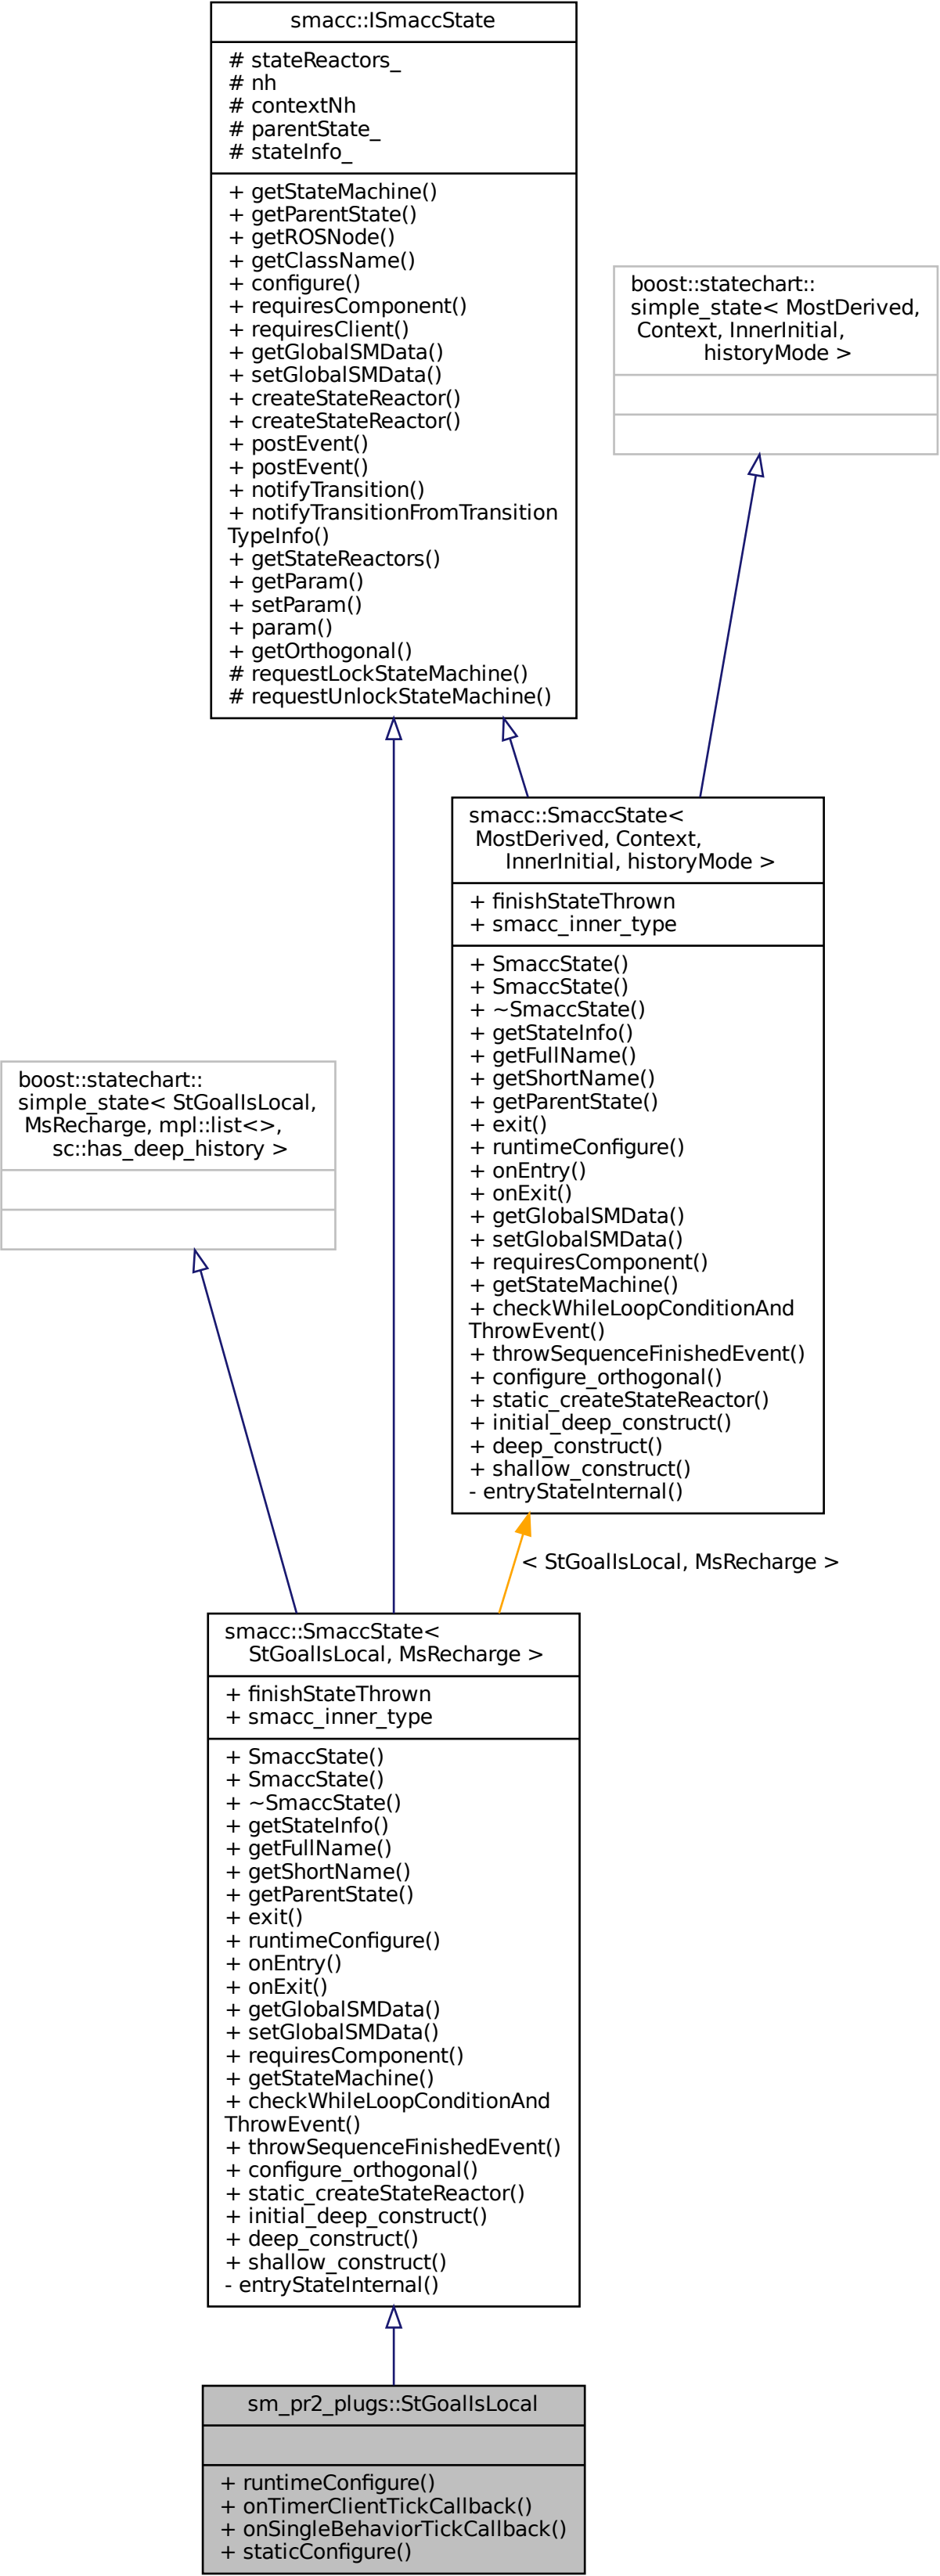 smacc::ISmaccState
# stateReactors_
# nh
# contextNh
# parentState_
# stateInfo_
+ getStateMachine()
+ getParentState()
+ getROSNode()
+ getClassName()
+ configure()
+ requiresComponent()
+ requiresClient()
+ getGlobalSMData()
+ setGlobalSMData()
+ createStateReactor()
+ createStateReactor()
+ postEvent()
+ postEvent()
+ notifyTransition()
+ notifyTransitionFromTransition
TypeInfo()
+ getStateReactors()
+ getParam()
+ setParam()
+ param()
+ getOrthogonal()
# requestLockStateMachine()
# requestUnlockStateMachine()
boost::statechart::
simple_state< MostDerived,
Context, InnerInitial,
historyMode >
smacc::SmaccState<
MostDerived, Context,
InnerInitial, historyMode >
+ finishStateThrown
+ smacc_inner_type
+ SmaccState()
+ SmaccState()
+ ~SmaccState()
+ getStateInfo()
+ getFullName()
+ getShortName()
+ getParentState()
+ exit()
+ runtimeConfigure()
+ onEntry()
+ onExit()
+ getGlobalSMData()
+ setGlobalSMData()
+ requiresComponent()
+ getStateMachine()
+ checkWhileLoopConditionAnd
ThrowEvent()
+ throwSequenceFinishedEvent()
+ configure_orthogonal()
+ static_createStateReactor()
+ initial_deep_construct()
+ deep_construct()
+ shallow_construct()
- entryStateInternal()
boost::statechart::
simple_state< StGoalIsLocal,
MsRecharge, mpl::list<>,
sc::has_deep_history >
< StGoalIsLocal, MsRecharge >
smacc::SmaccState<
StGoalIsLocal, MsRecharge >
+ finishStateThrown
+ smacc_inner_type
+ SmaccState()
+ SmaccState()
+ ~SmaccState()
+ getStateInfo()
+ getFullName()
+ getShortName()
+ getParentState()
+ exit()
+ runtimeConfigure()
+ onEntry()
+ onExit()
+ getGlobalSMData()
+ setGlobalSMData()
+ requiresComponent()
+ getStateMachine()
+ checkWhileLoopConditionAnd
ThrowEvent()
+ throwSequenceFinishedEvent()
+ configure_orthogonal()
+ static_createStateReactor()
+ initial_deep_construct()
+ deep_construct()
+ shallow_construct()
- entryStateInternal()
sm_pr2_plugs::StGoalIsLocal
+ runtimeConfigure()
+ onTimerClientTickCallback()
+ onSingleBehaviorTickCallback()
+ staticConfigure()